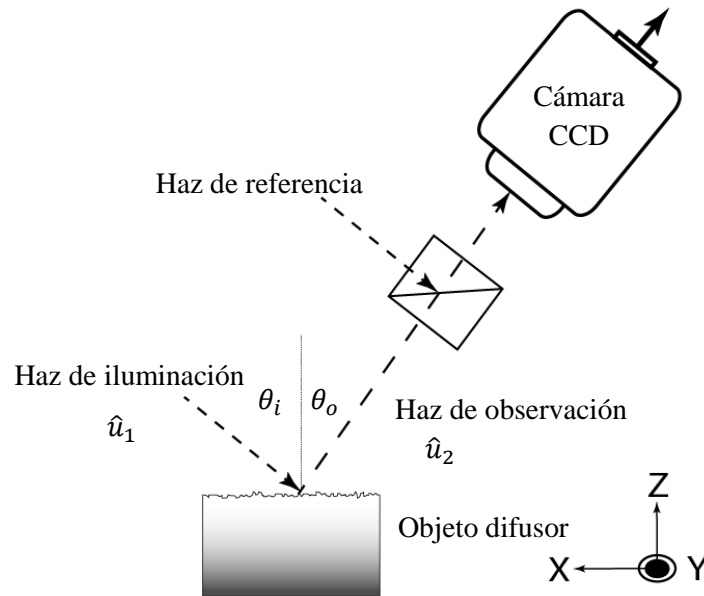 Cámara
CCD
Haz de referencia
Haz de iluminación
û₁
θᵢ
θₒ
Haz de observación
û₂
Objeto difusor
Z
X
Y